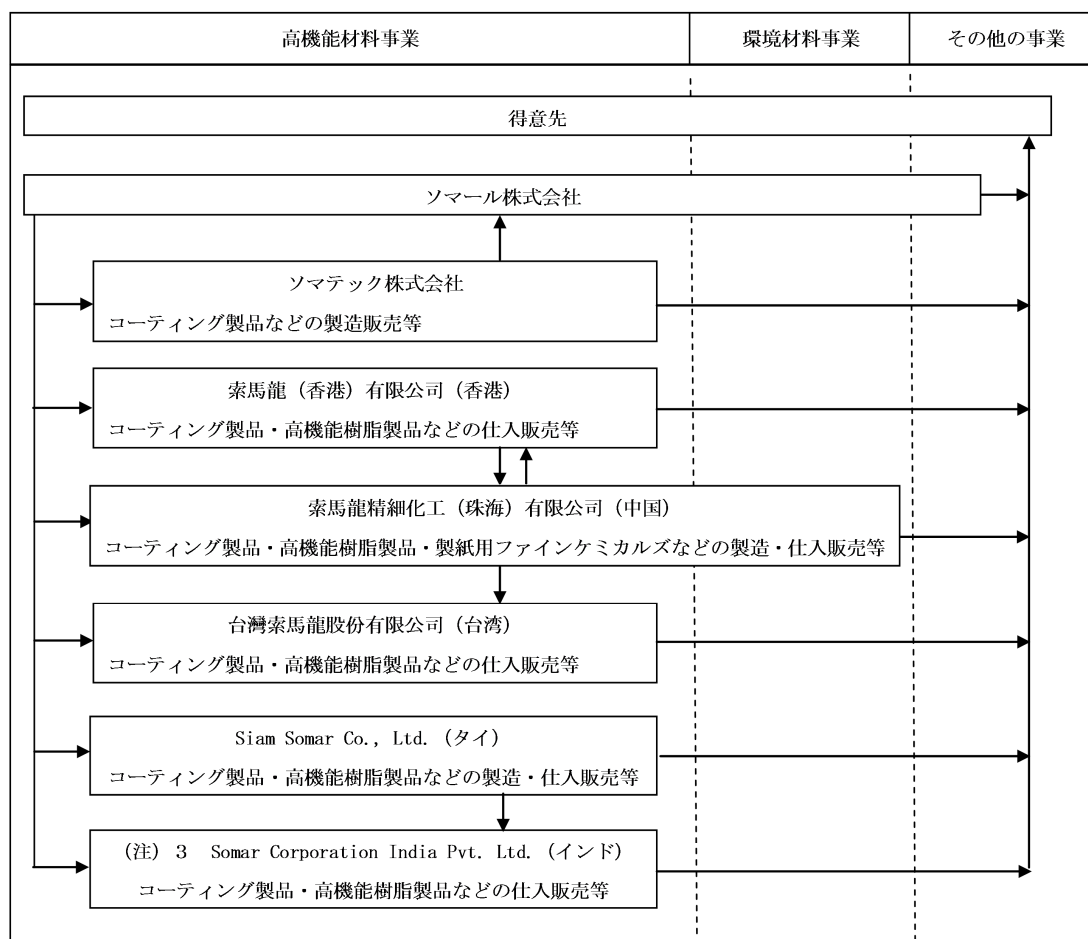 高機能材料事業
環境材料事業
その他の事業
得意先
ソマール株式会社
ソマテック株式会社
コーティング製品などの製造販売等
索馬龍（香港）有限公司（香港）
コーティング製品・高機能樹脂製品などの仕入販売等
索馬龍精細化工（珠海）有限公司（中国）
コーティング製品・高機能樹脂製品・製紙用ファインケミカルズなどの製造・仕入販売等
台灣索馬龍股份有限公司（台湾）
コーティング製品・高機能樹脂製品などの仕入販売等
Siam Somar Co., Ltd.（タイ）
コーティング製品・高機能樹脂製品などの製造・仕入販売等
（注）３　Somar Corporation India Pvt. Ltd.（インド）
コーティング製品・高機能樹脂製品などの仕入販売等